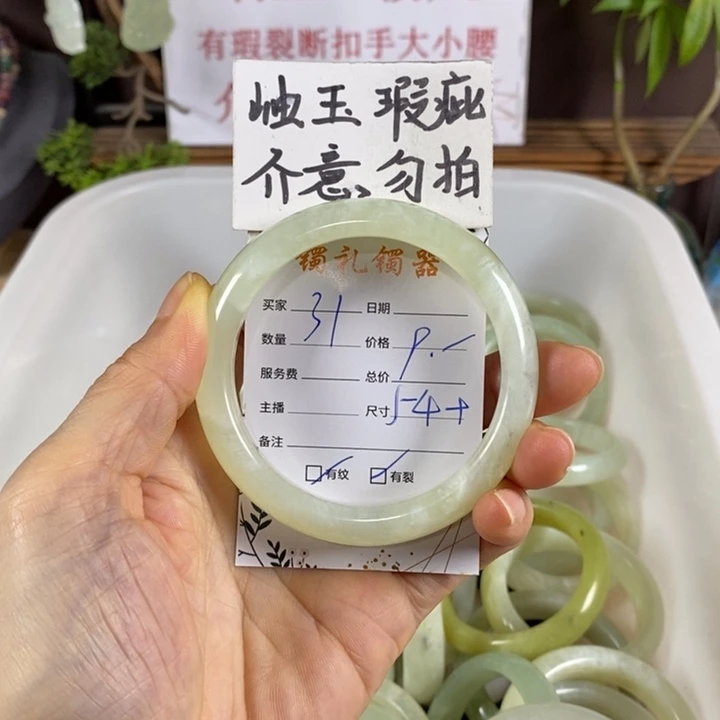 有瑕裂断扣手大小腰
岫玉 瑕疵
介意勿拍
镯礼镯器
买家 31 日期
数量 价格 9.-
服务费 总价
主播 尺寸 54+
备注
有纹 有裂